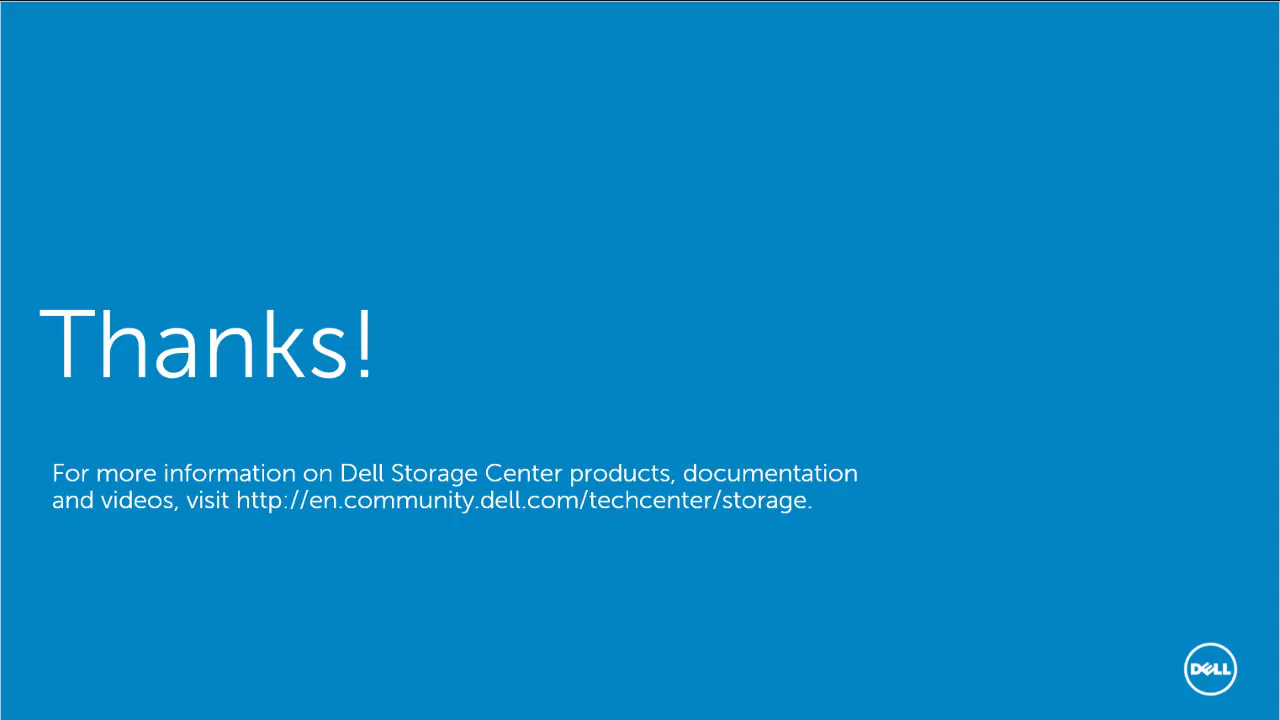 Thanks!
For more information on Dell Storage Center products, documentation
and videos, visit http://en.community.dell.com/techcenter/storage.
DELL